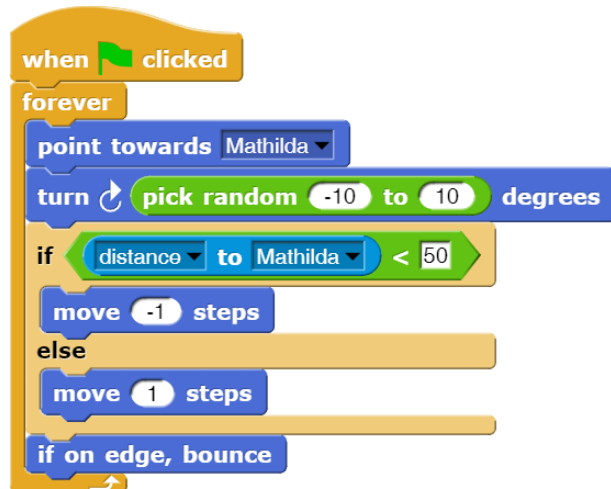 when clicked
forever
point towards Mathilda
turn pick random -10 to 10 degrees
if distance to Mathilda < 50
move -1 steps
else
move 1 steps
if on edge, bounce